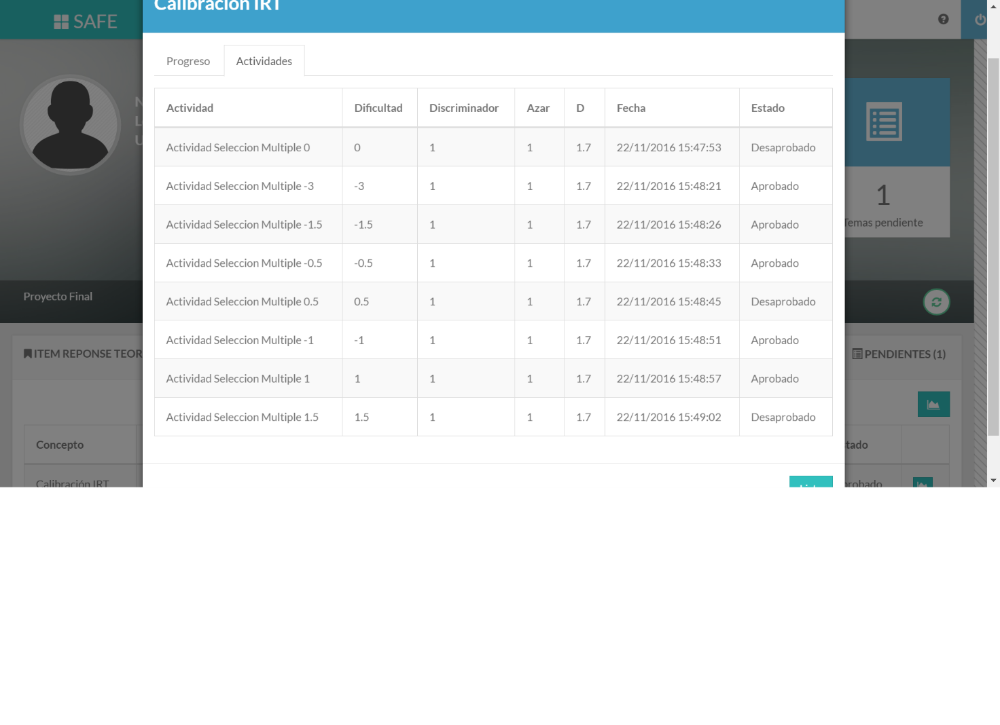 Calibración IRT
SAFE
Progreso
Actividades
Actividad Dificultad Discriminador Azar D Fecha Estado
Actividad Seleccion Multiple 0 0 1 1 1.7 22/11/2016 15:47:53 Desaprobado
Actividad Seleccion Multiple -3 -3 1 1 1.7 22/11/2016 15:48:21 Aprobado
1
Actividad Seleccion Multiple -1.5 -1.5 1 1 1.7 22/11/2016 15:48:26 Aprobado
Temas pendiente
Actividad Seleccion Multiple -0.5 -0.5 1 1 1.7 22/11/2016 15:48:33 Aprobado
Proyecto Final
Actividad Seleccion Multiple 0.5 0.5 1 1 1.7 22/11/2016 15:48:45 Desaprobado
Actividad Seleccion Multiple -1 -1 1 1 1.7 22/11/2016 15:48:51 Aprobado
ITEM REPONSE TEOR
PENDIENTES (1)
Actividad Seleccion Multiple 1 1 1 1 1.7 22/11/2016 15:48:57 Aprobado
Actividad Seleccion Multiple 1.5 1.5 1 1 1.7 22/11/2016 15:49:02 Desaprobado
Concepto
tado
Calibración IRT
robado